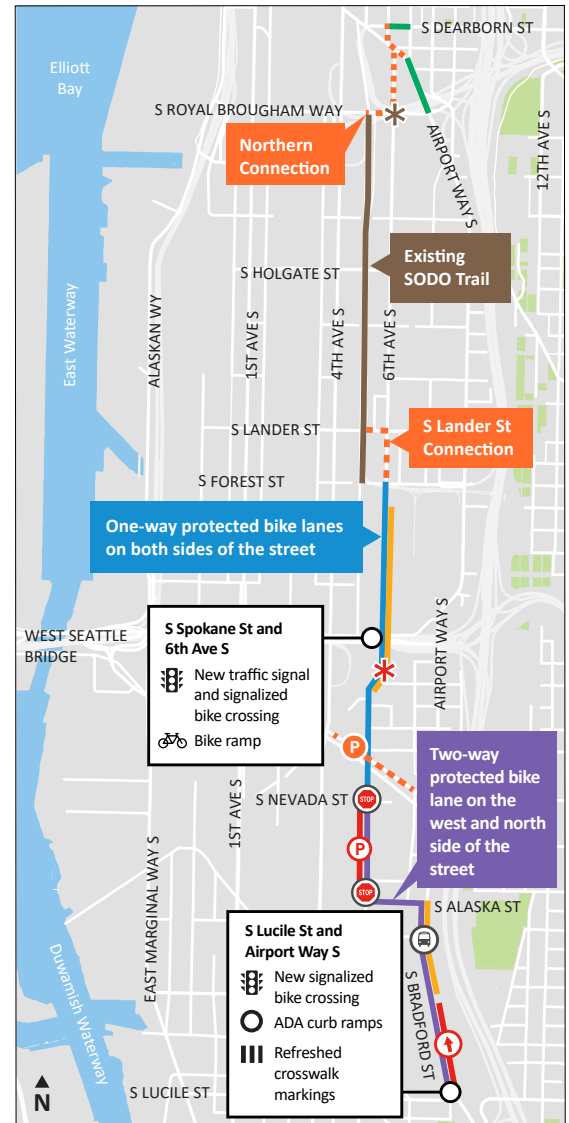 S DEARBORN ST
Elliott
Bay
S ROYAL BROUGHAM WAY
Northern
Connection
AIRPORT WAY S
12TH AVE S
Existing
SODO Trail
S HOLGATE ST
East Waterway
ALASKAN WY
1ST AVE S
4TH AVE S
6TH AVE S
S LANDER ST
S Lander St
Connection
S FOREST ST
One-way protected bike lanes
on both sides of the street
S Spokane St and
6th Ave S
New traffic signal
and signalized
bike crossing
Bike ramp
WEST SEATTLE
BRIDGE
AIRPORT WAY S
P
Two-way
protected bike
lane on the
west and north
side of the
street
1ST AVE S
S NEVADA ST
STOP
P
STOP
S ALASKA ST
EAST MARGINAL WAY S
S Lucile St and
Airport Way S
New signalized
bike crossing
ADA curb ramps
Refreshed
crosswalk
markings
S BRADFORD ST
Duwamish Waterway
S LUCILE ST
N